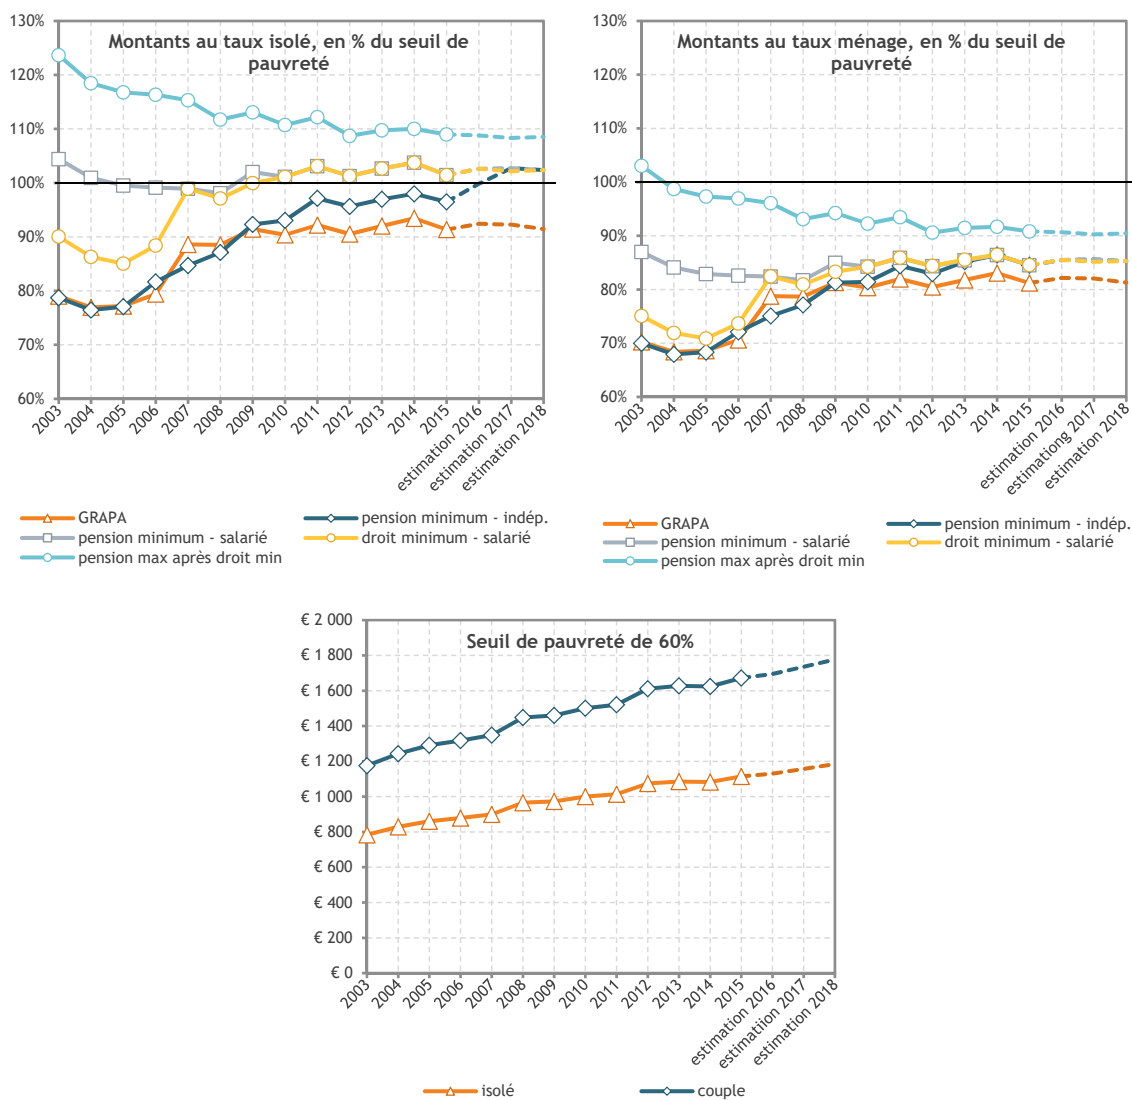 Montants au taux isolé, en % du seuil de
pauvreté
130%
120%
110%
100%
90%
80%
70%
60%
2003
2004
2005
2006
2007
2008
2009
2010
2011
2012
2013
2014
2015
estimation 2016
estimation 2017
estimation 2018
GRAPA
pension minimum - indép.
pension minimum - salarié
droit minimum - salarié
pension max après droit min
Montants au taux ménage, en % du seuil de
pauvreté
130%
120%
110%
100%
90%
80%
70%
60%
2003
2004
2005
2006
2007
2008
2009
2010
2011
2012
2013
2014
2015
estimation 2016
estimationg 2017
estimation 2018
GRAPA
pension minimum - indép.
pension minimum - salarié
droit minimum - salarié
pension max après droit min
Seuil de pauvreté de 60%
€ 2 000
€ 1 800
€ 1 600
€ 1 400
€ 1 200
€ 1 000
€ 800
€ 600
€ 400
€ 200
€ 0
2003
2004
2005
2006
2007
2008
2009
2010
2011
2012
2013
2014
2015
estimation 2016
estimatiion 2017
estimation 2018
isolé
couple